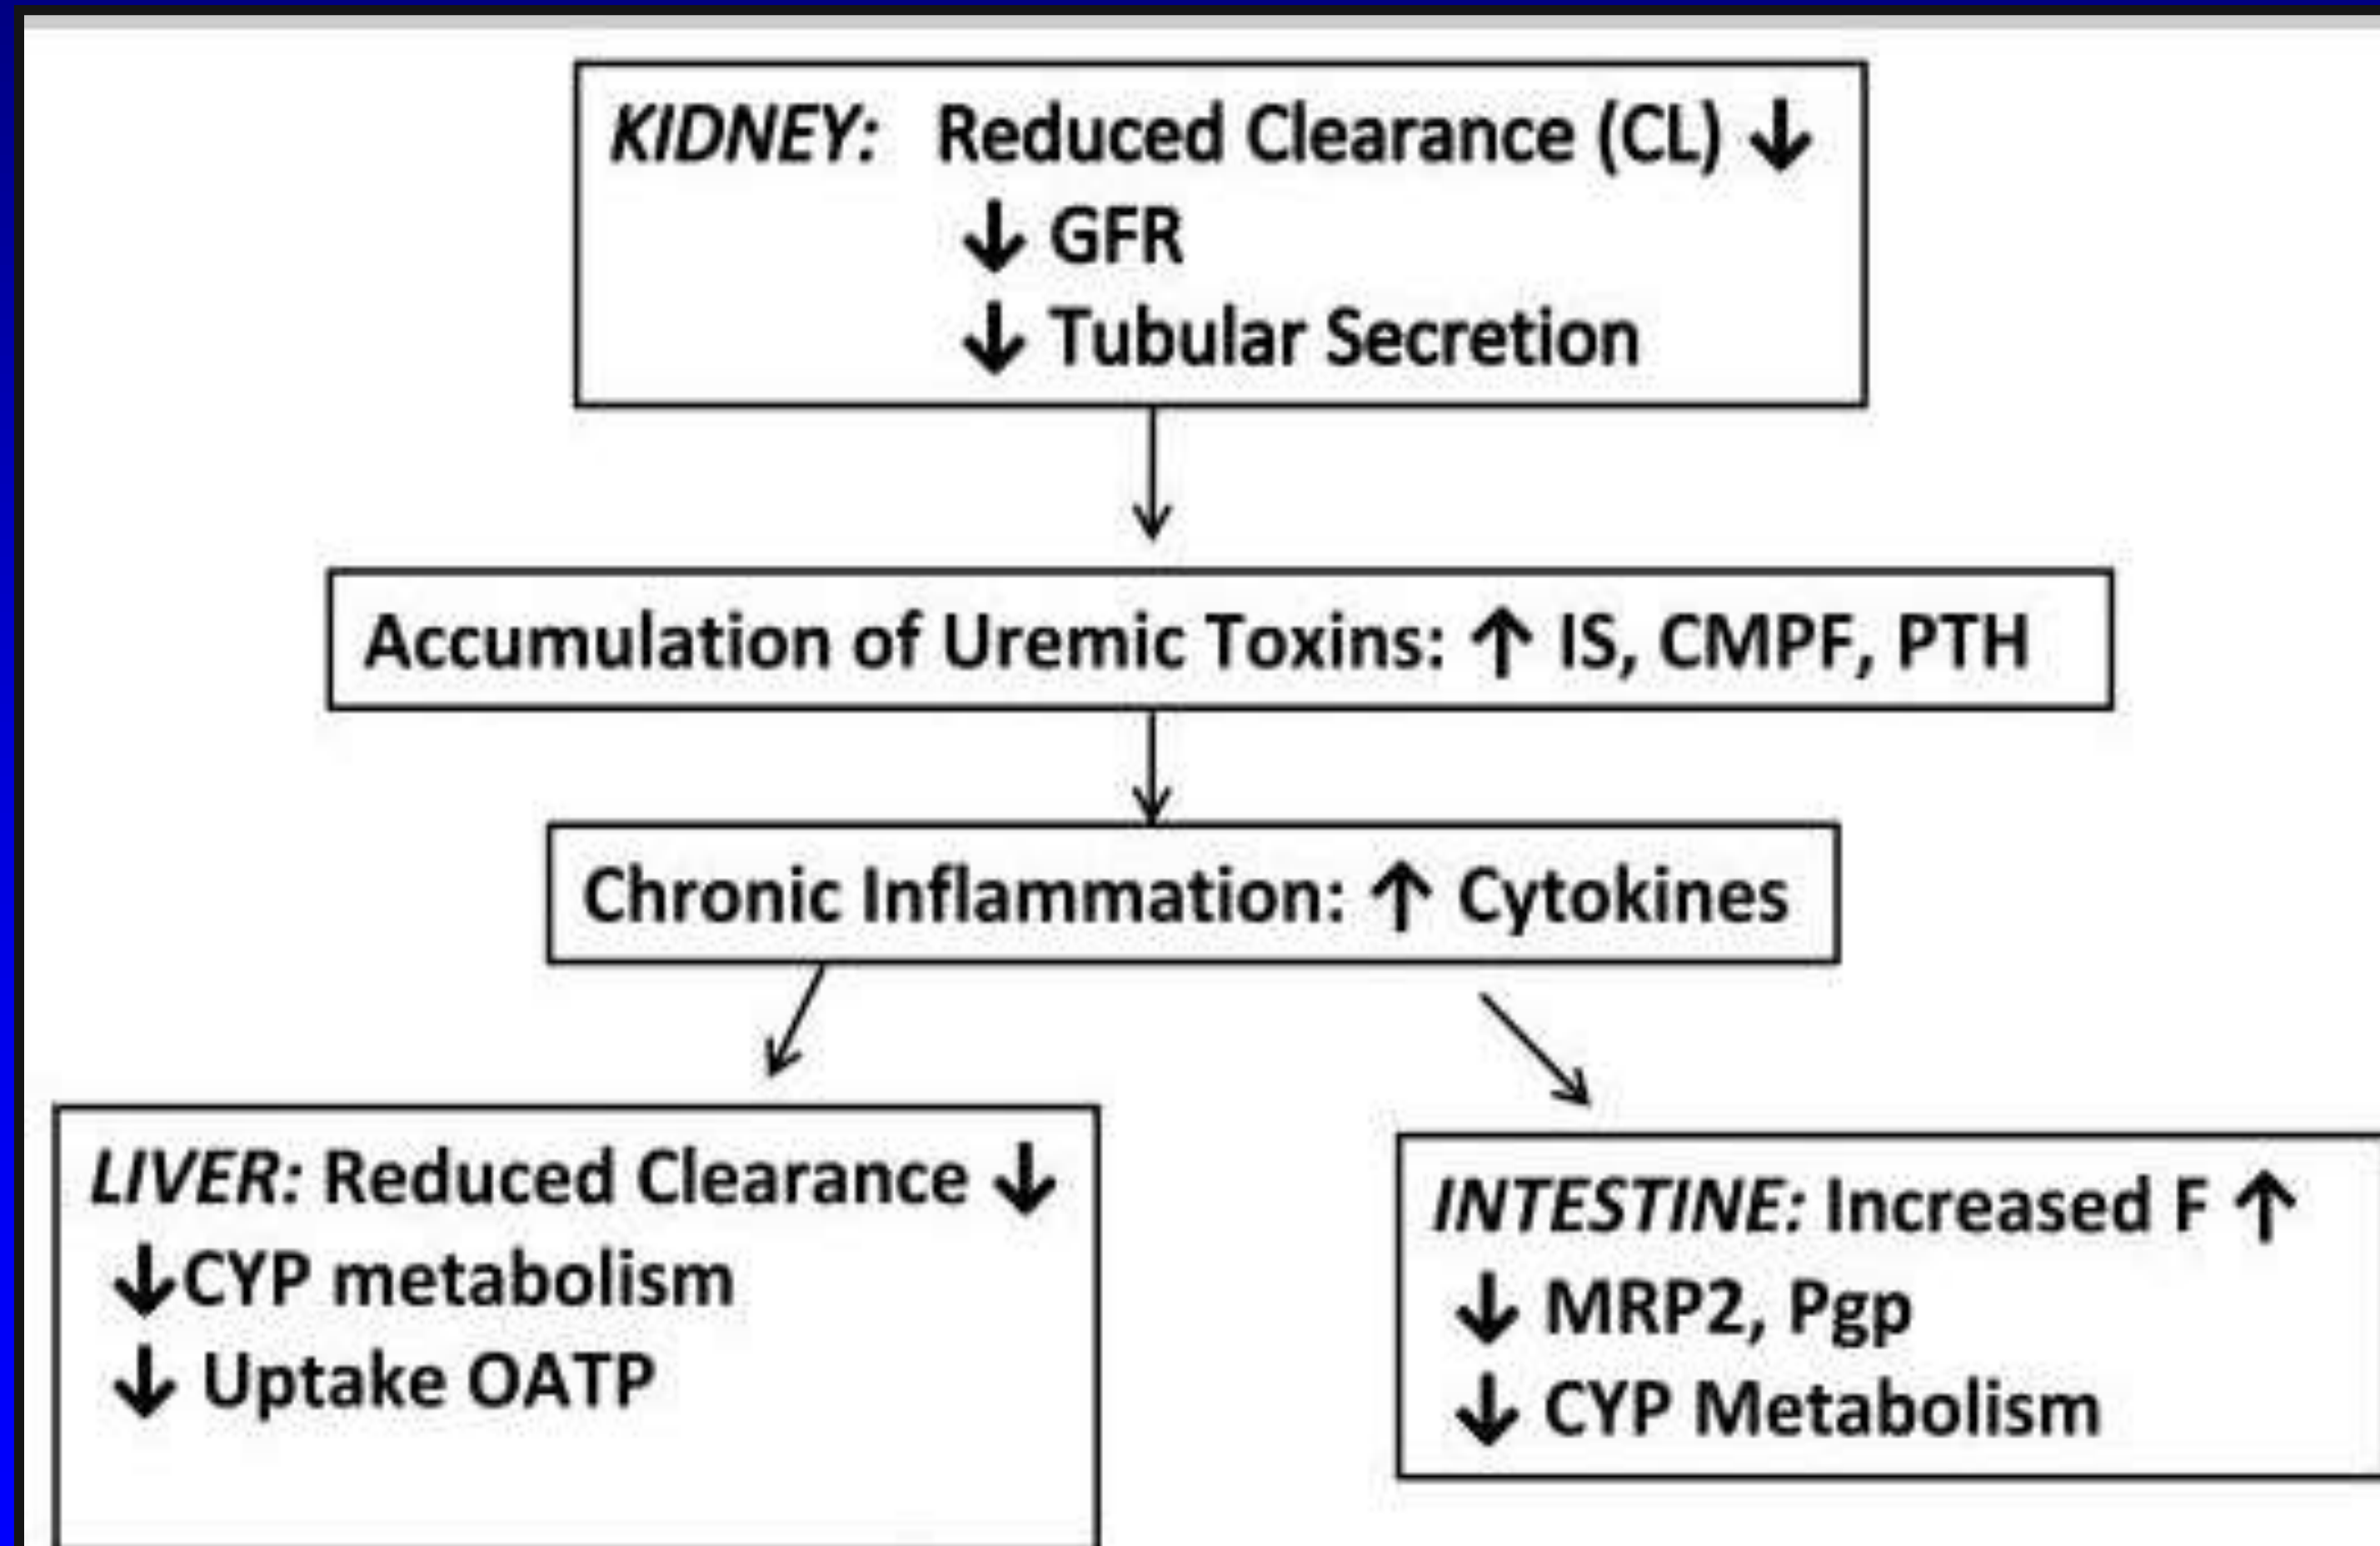 KIDNEY: Reduced Clearance (CL) ↓
↓ GFR
↓ Tubular Secretion
Accumulation of Uremic Toxins: ↑ IS, CMPF, PTH
Chronic Inflammation: ↑ Cytokines
LIVER: Reduced Clearance ↓
↓CYP metabolism
↓ Uptake OATP
INTESTINE: Increased F ↑
↓ MRP2, Pgp
↓ CYP Metabolism